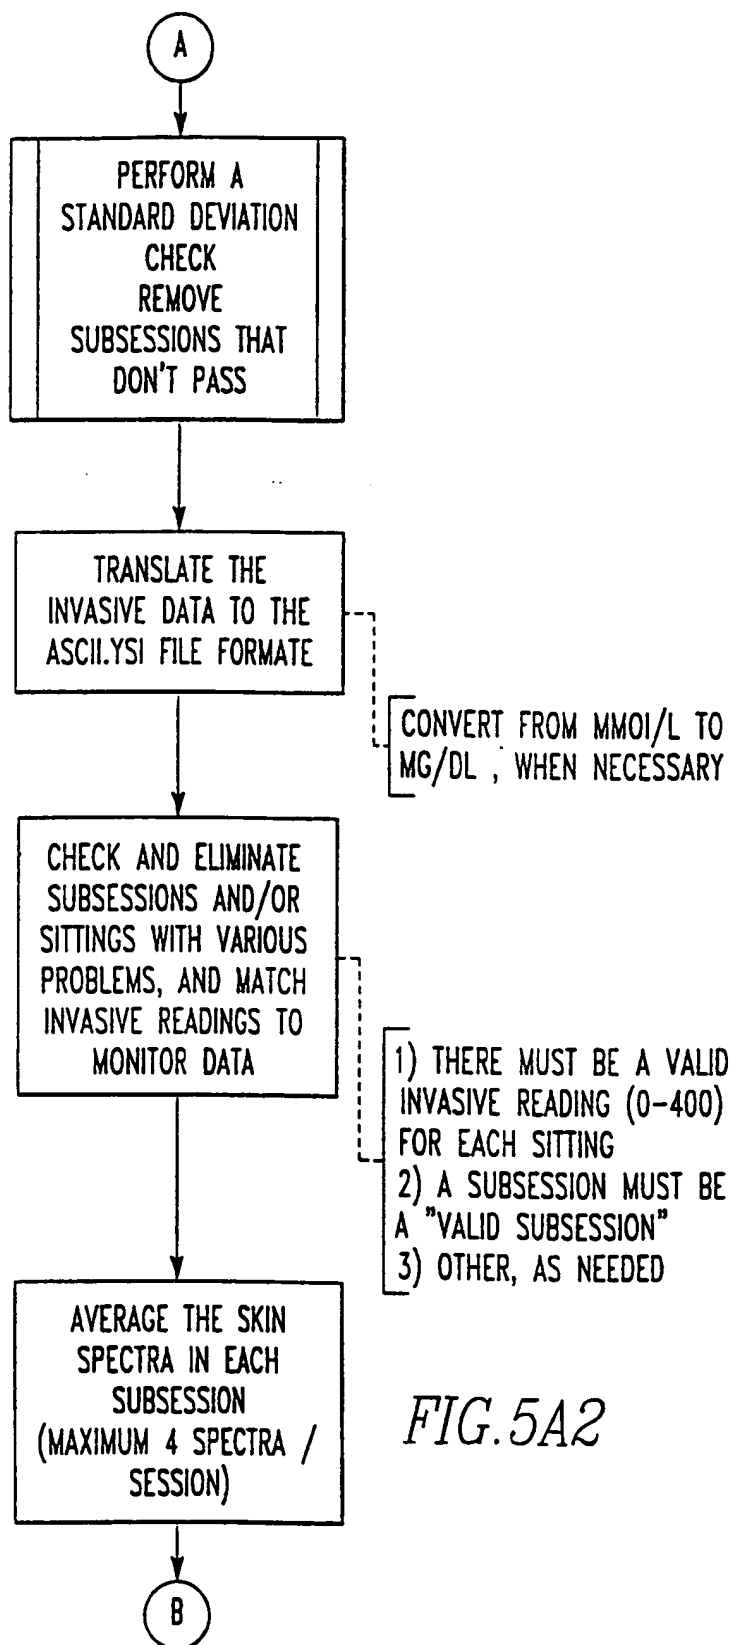 A
PERFORM A
STANDARD DEVIATION
CHECK
REMOVE
SUBSESSIONS THAT
DON'T PASS
TRANSLATE THE
INVASIVE DATA TO THE
ASCII.YSI FILE FORMATE
CONVERT FROM MMOl/L TO
MG/DL , WHEN NECESSARY
CHECK AND ELIMINATE
SUBSESSIONS AND/OR
SITTINGS WITH VARIOUS
PROBLEMS, AND MATCH
INVASIVE READINGS TO
MONITOR DATA
1) THERE MUST BE A VALID
INVASIVE READING (0-400)
FOR EACH SITTING
2) A SUBSESSION MUST BE
A "VALID SUBSESSION"
3) OTHER, AS NEEDED
AVERAGE THE SKIN
SPECTRA IN EACH
SUBSESSION
(MAXIMUM 4 SPECTRA /
SESSION)
FIG.5A2
B